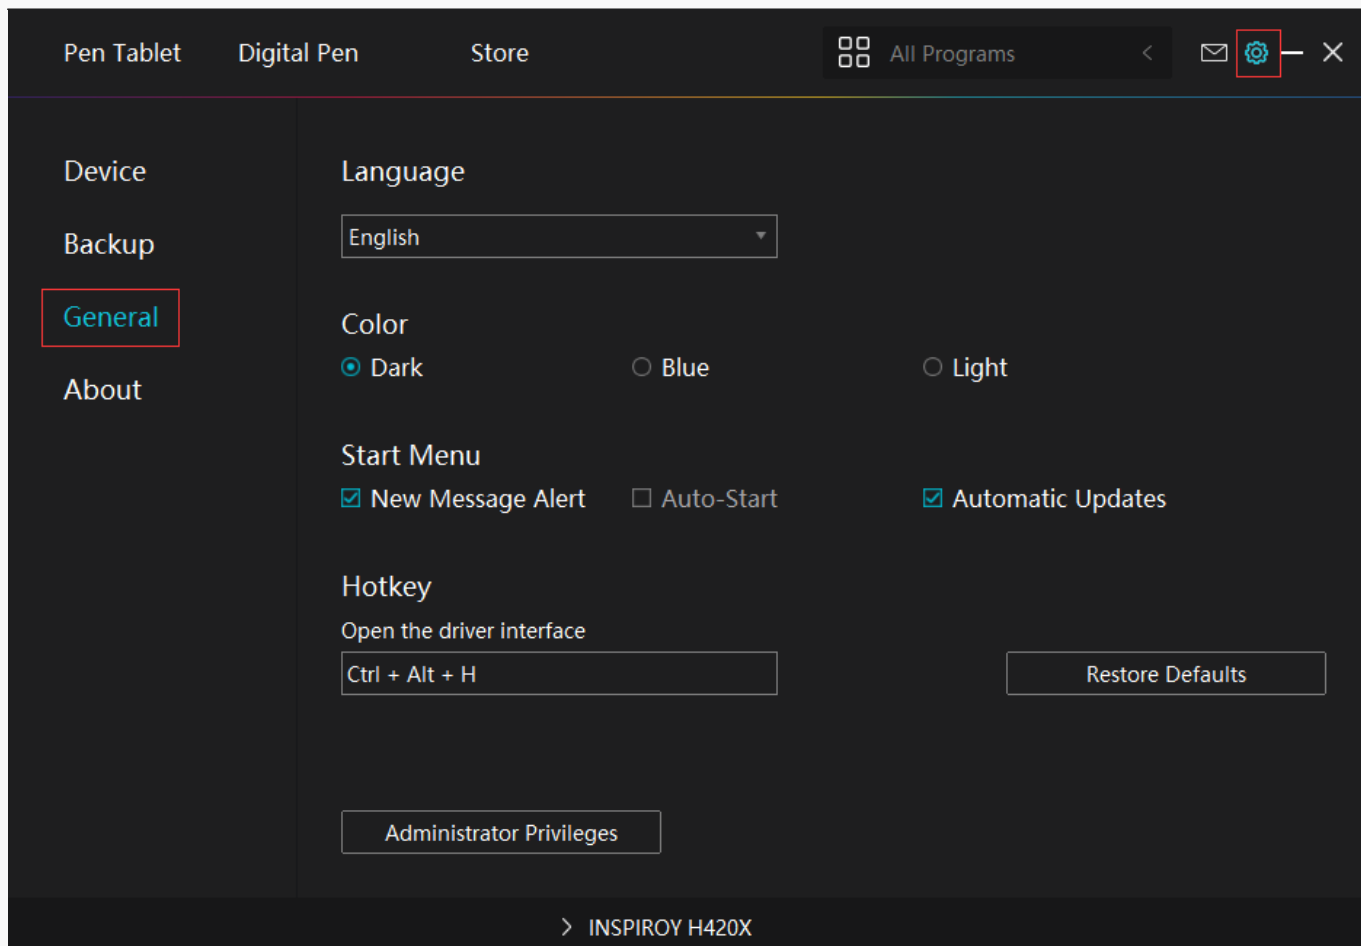 Pen Tablet Digital Pen Store All Programs
Device
Backup
General
About
Language
English
Color
Dark Blue Light
Start Menu
New Message Alert Auto-Start Automatic Updates
Hotkey
Open the driver interface
Ctrl + Alt + H Restore Defaults
Administrator Privileges
INSPIROY H420X